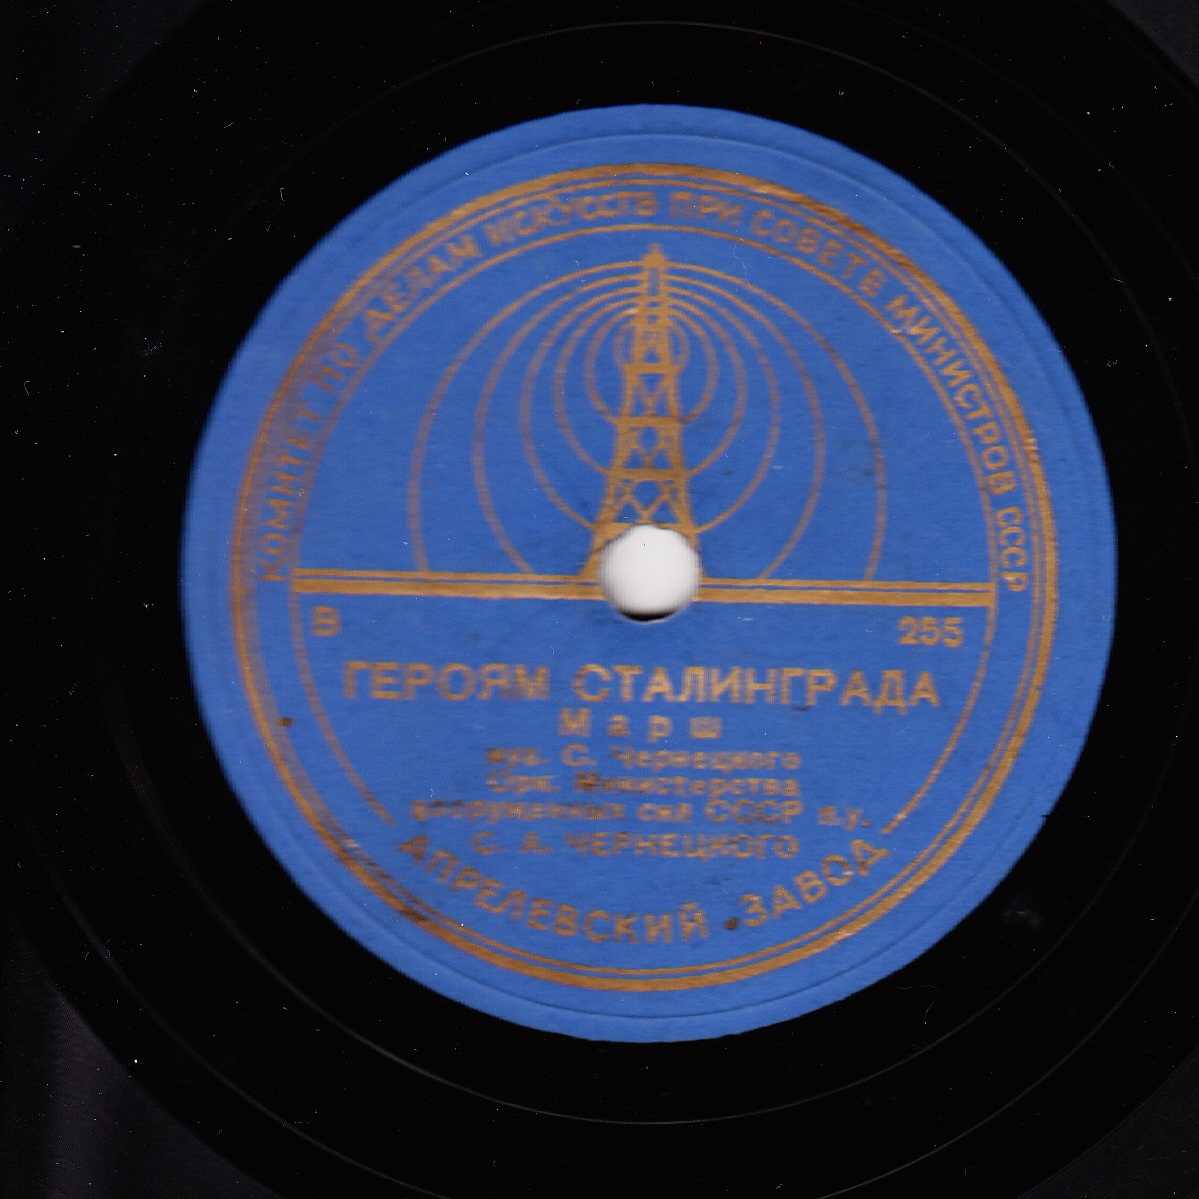 КОМИТЕТ ПО ДЕЛАМ ИСКУССТВ ПРИ СОВЕТЕ МИНИСТРОВ СССР
В 255
ГЕРОЯМ СТАЛИНГРАДА
Марш
муз. С. Чернецкого
Орк. Министерства
вооруженных сил СССР п.у.
С. А. ЧЕРНЕЦКОГО
АПРЕЛЕВСКИЙ ЗАВОД